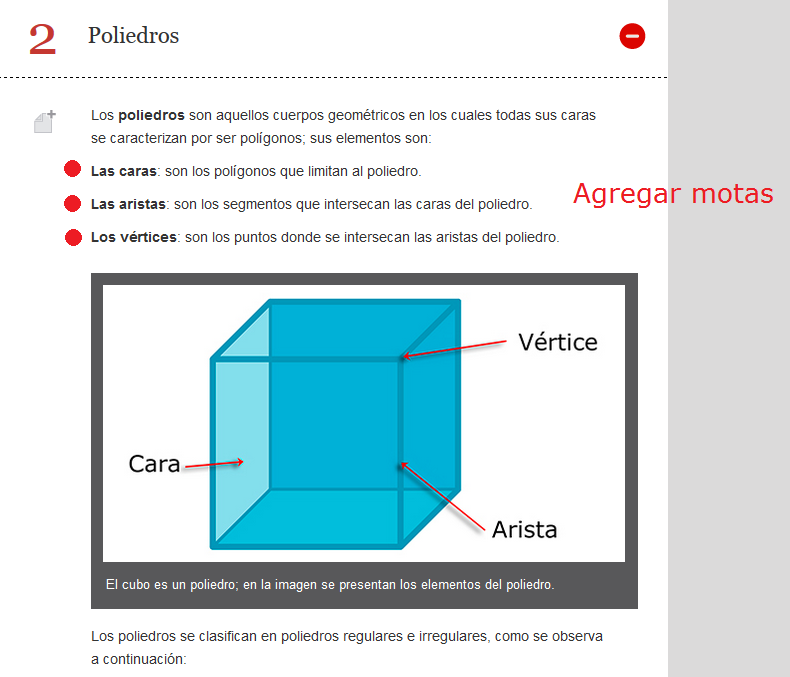 2 Poliedros
Los poliedros son aquellos cuerpos geométricos en los cuales todas sus caras
se caracterizan por ser polígonos; sus elementos son:
Las caras: son los polígonos que limitan al poliedro.
Agregar motas
Las aristas: son los segmentos que intersecan las caras del poliedro.
Los vértices: son los puntos donde se intersecan las aristas del poliedro.
Vértice
Cara
Arista
El cubo es un poliedro; en la imagen se presentan los elementos del poliedro.
Los poliedros se clasifican en poliedros regulares e irregulares, como se observa
a continuación: